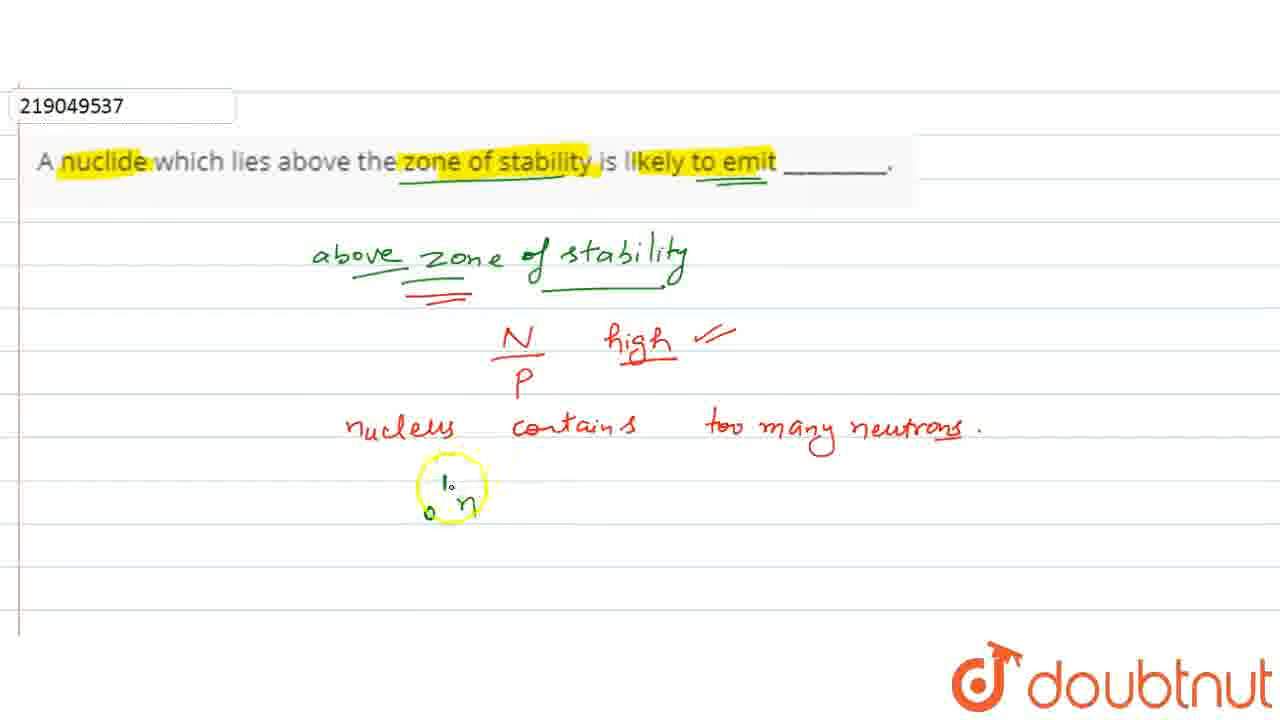 219049537
A nuclide which lies above the zone of stability is likely to emit ________.
above zone of stability
N high
P
nucleus contains too many neutrons.
1
0 n
doubtnut